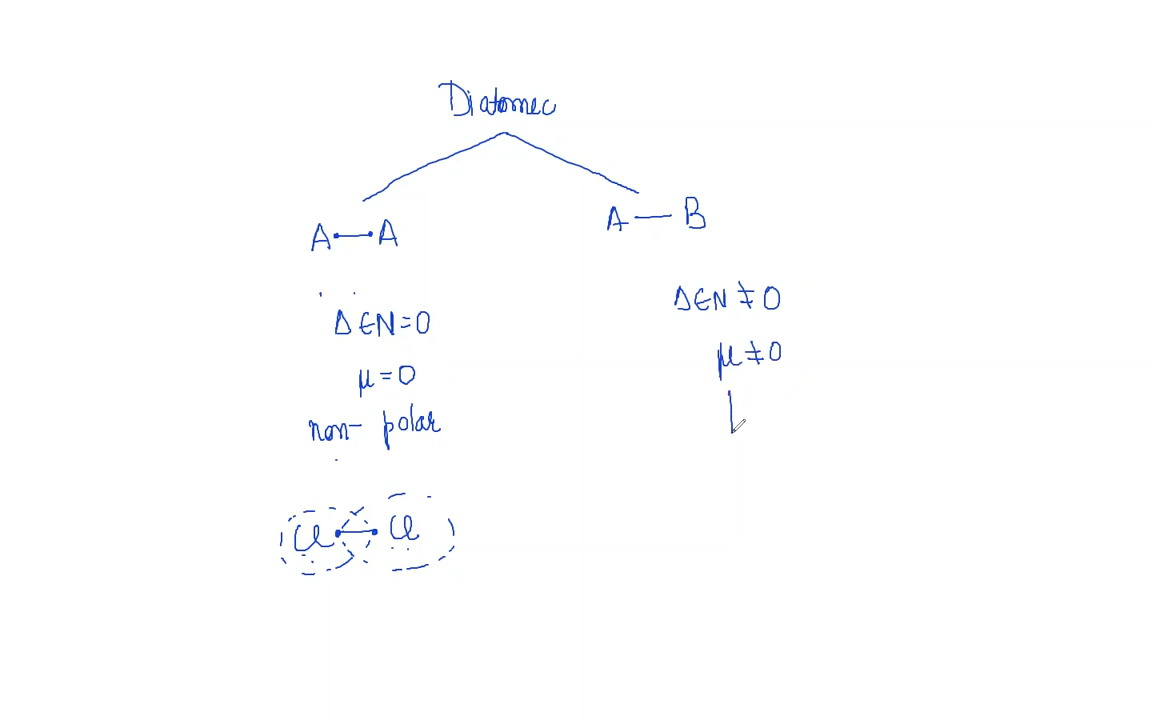 Diatomec
A — A
A — B
ΔEN = 0
ΔEN ≠ 0
μ = 0
μ ≠ 0
non- polar
Cl — Cl